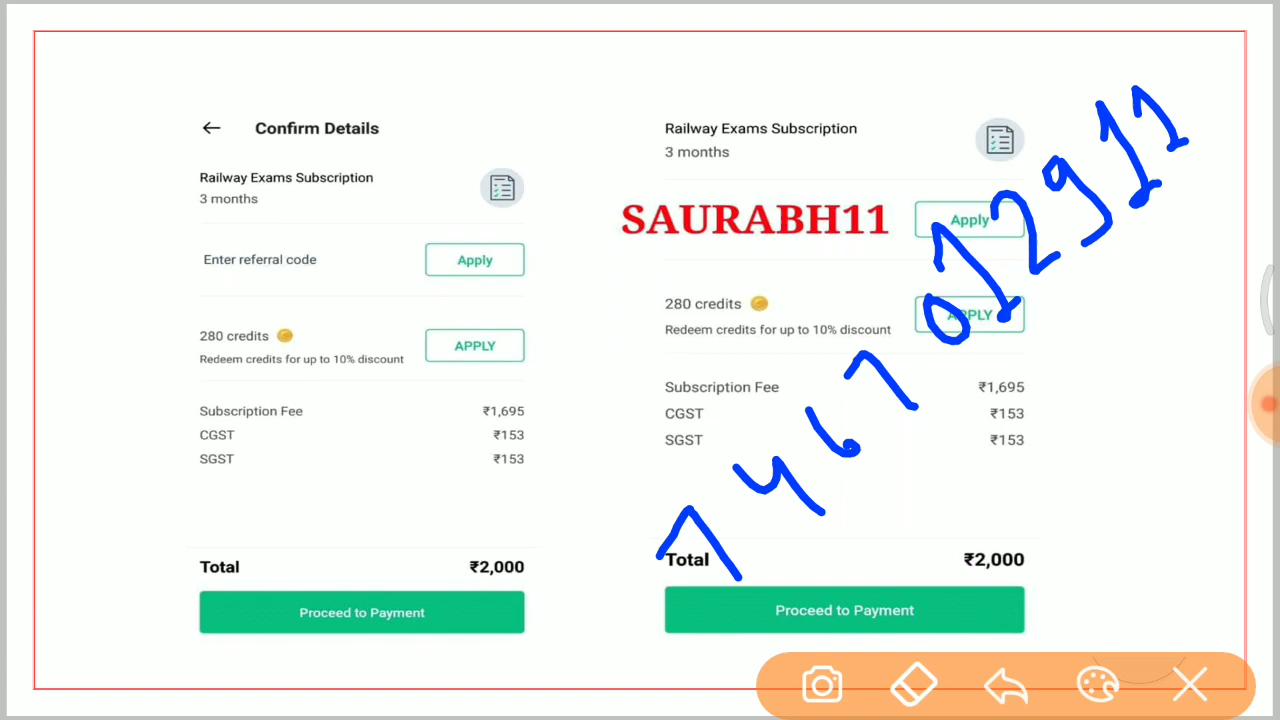 Confirm Details
Railway Exams Subscription
3 months
Enter referral code
Apply
280 credits
Redeem credits for up to 10% discount
APPLY
Subscription Fee ₹1,695
CGST ₹153
SGST ₹153
Total ₹2,000
Proceed to Payment
Railway Exams Subscription
3 months
SAURABH11
Apply
280 credits
Redeem credits for up to 10% discount
APPLY
Subscription Fee ₹1,695
CGST ₹153
SGST ₹153
Total ₹2,000
Proceed to Payment
7467012911